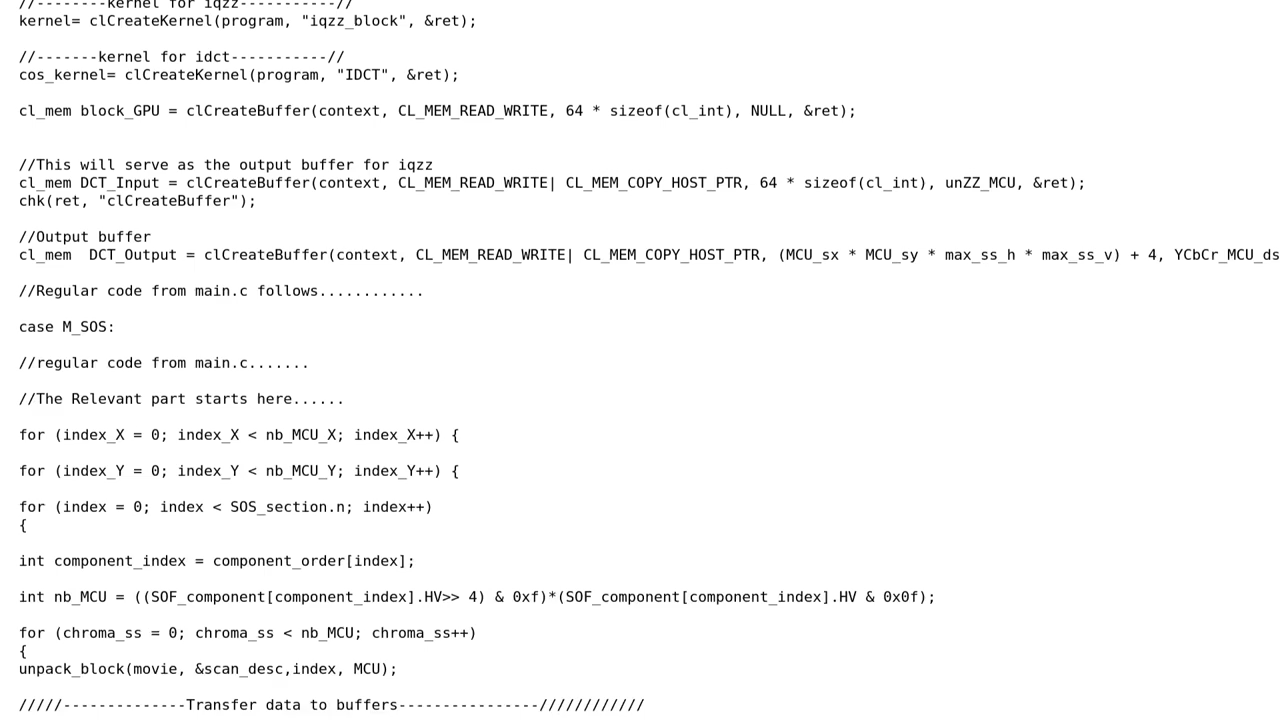 //--------kernel for iqzz-----------//
kernel= clCreateKernel(program, "iqzz_block", &ret);
//-------kernel for idct-----------//
cos_kernel= clCreateKernel(program, "IDCT", &ret);
cl_mem block_GPU = clCreateBuffer(context, CL_MEM_READ_WRITE, 64 * sizeof(cl_int), NULL, &ret);
//This will serve as the output buffer for iqzz
cl_mem DCT_Input = clCreateBuffer(context, CL_MEM_READ_WRITE| CL_MEM_COPY_HOST_PTR, 64 * sizeof(cl_int), unZZ_MCU, &ret);
chk(ret, "clCreateBuffer");
//Output buffer
cl_mem  DCT_Output = clCreateBuffer(context, CL_MEM_READ_WRITE| CL_MEM_COPY_HOST_PTR, (MCU_sx * MCU_sy * max_ss_h * max_ss_v) + 4, YCbCr_MCU_ds
//Regular code from main.c follows............
case M_SOS:
//regular code from main.c.......
//The Relevant part starts here......
for (index_X = 0; index_X < nb_MCU_X; index_X++) {
for (index_Y = 0; index_Y < nb_MCU_Y; index_Y++) {
for (index = 0; index < SOS_section.n; index++)
{
int component_index = component_order[index];
int nb_MCU = ((SOF_component[component_index].HV>> 4) & 0xf)*(SOF_component[component_index].HV & 0x0f);
for (chroma_ss = 0; chroma_ss < nb_MCU; chroma_ss++)
{
unpack_block(movie, &scan_desc,index, MCU);
/////--------------Transfer data to buffers----------------////////////